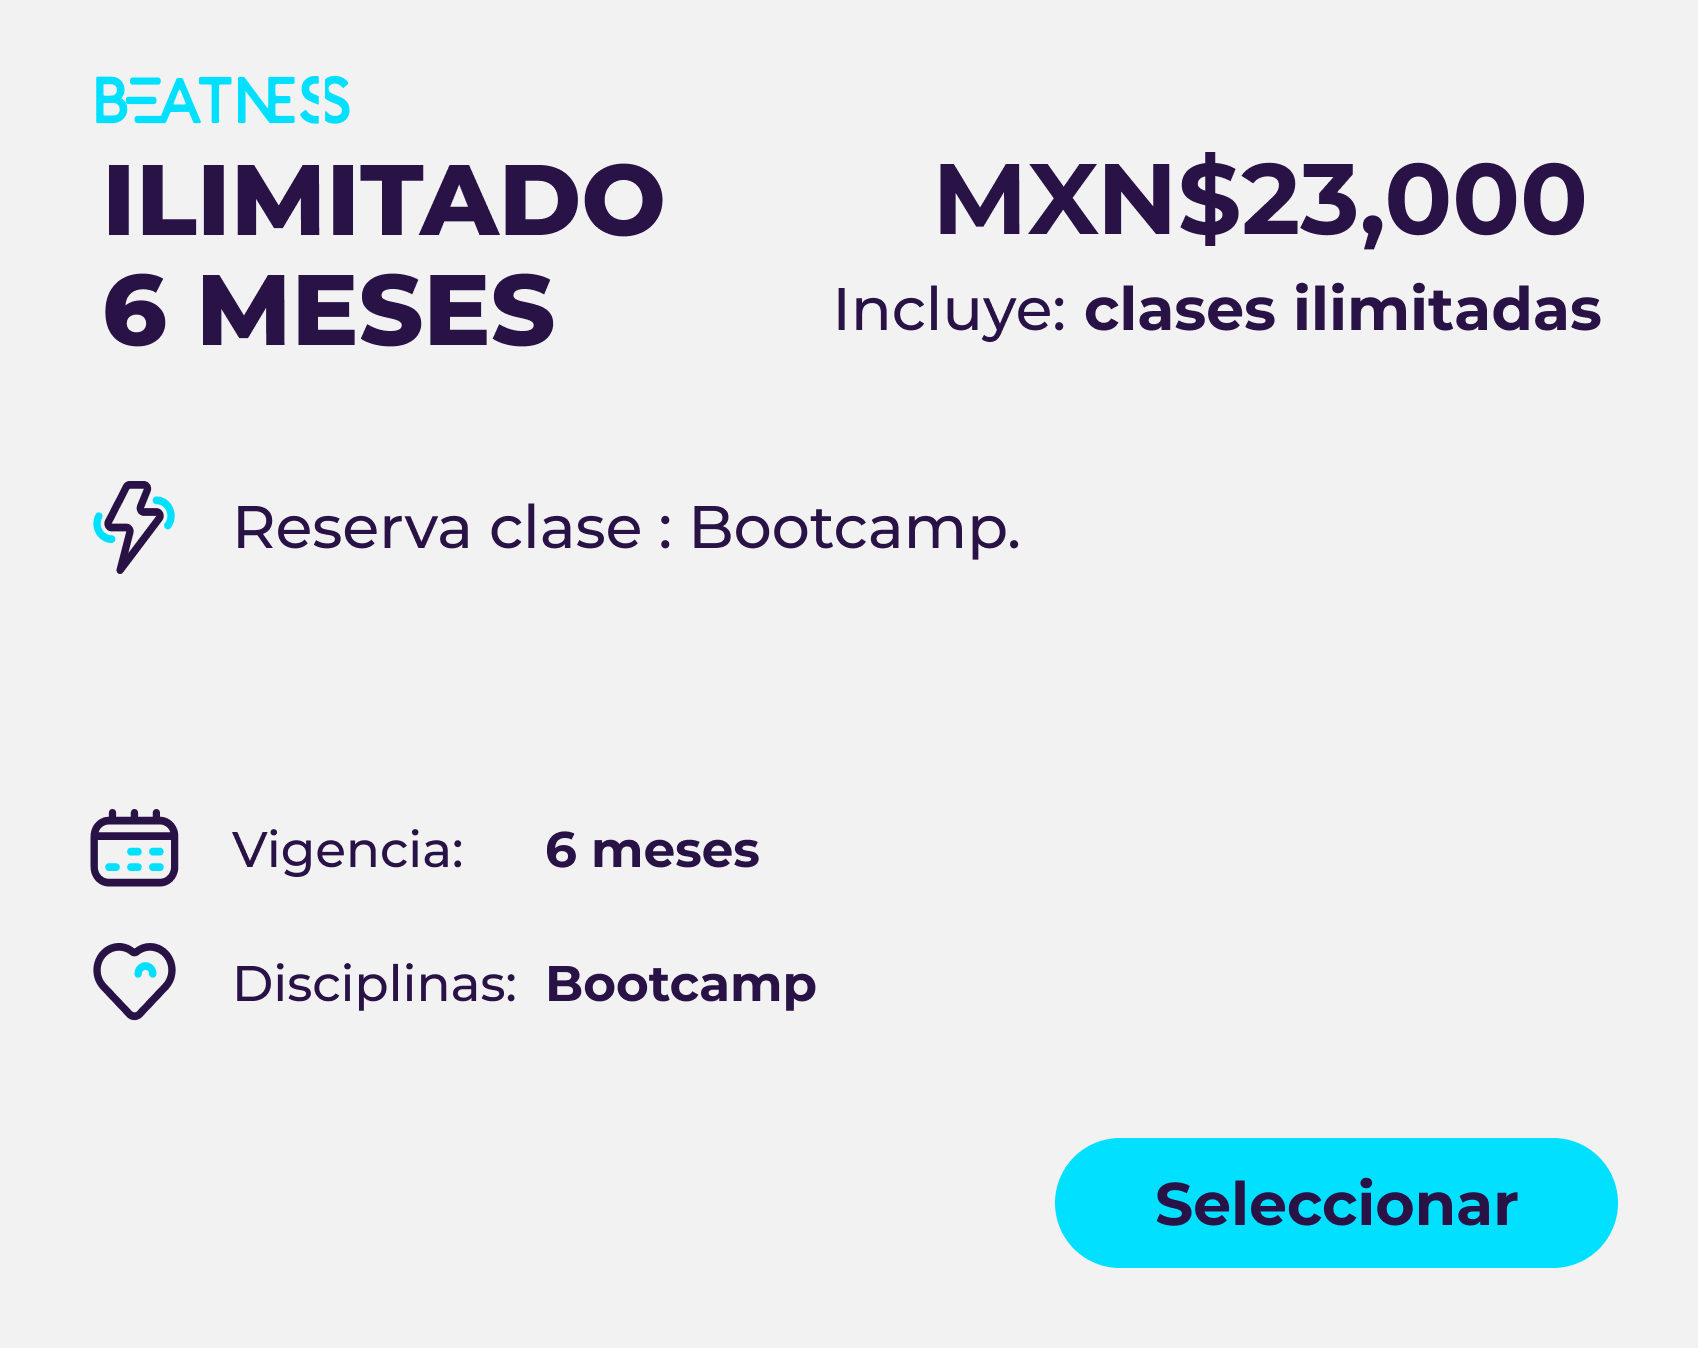 BEATNESS
ILIMITADO
6 MESES
MXN$23,000
Incluye: clases ilimitadas
Reserva clase : Bootcamp.
Vigencia: 6 meses
Disciplinas: Bootcamp
Seleccionar